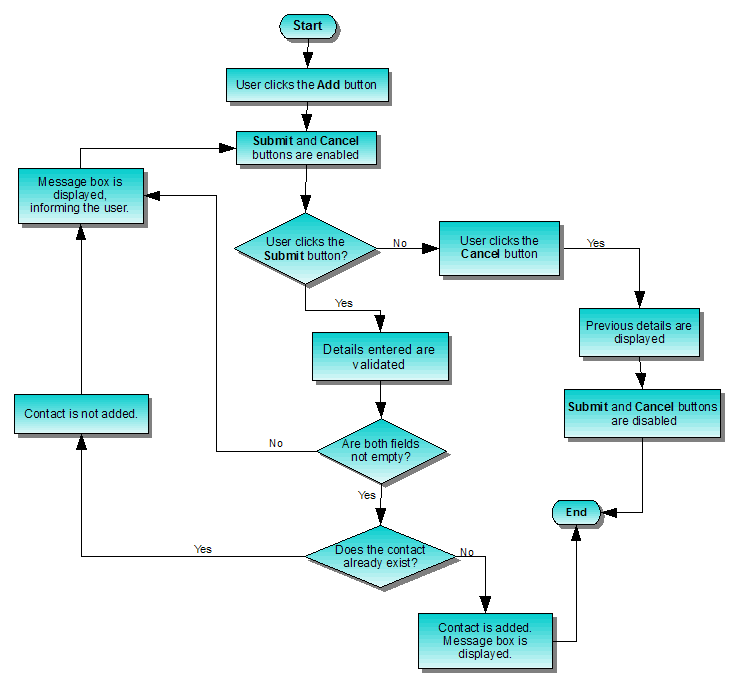 Start
User clicks the Add button
Submit and Cancel
buttons are enabled
Message box is
displayed,
informing the user.
User clicks the
Submit button?
No
User clicks the
Cancel button
Yes
Yes
Previous details are
displayed
Details entered are
validated
Contact is not added.
Submit and Cancel buttons
are disabled
No
Are both fields
not empty?
Yes
End
Yes
Does the contact
already exist?
No
Contact is added.
Message box is
displayed.